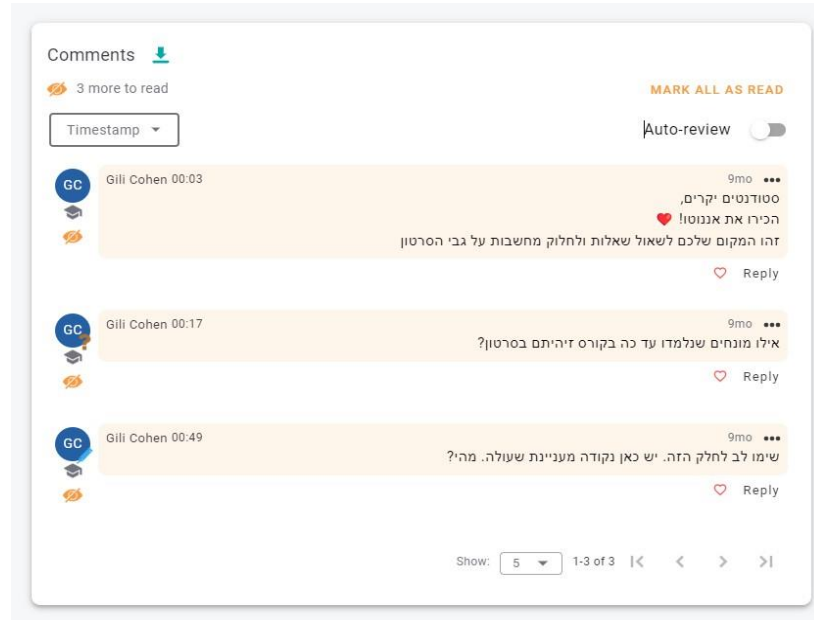 Comments
3 more to read
MARK ALL AS READ
Timestamp
Auto-review
GC
Gili Cohen 00:03
9mo
סטודנטים יקרים,
הכירו את אננוטו! ❤️
זהו המקום שלכם לשאול שאלות ולחלוק מחשבות על גבי הסרטון
Reply
GC
?
Gili Cohen 00:17
9mo
אילו מונחים שנלמדו עד כה בקורס זיהיתם בסרטון?
Reply
GC
Gili Cohen 00:49
9mo
שימו לב לחלק הזה. יש כאן נקודה מעניינת שעולה. מהי?
Reply
Show: 5 1-3 of 3